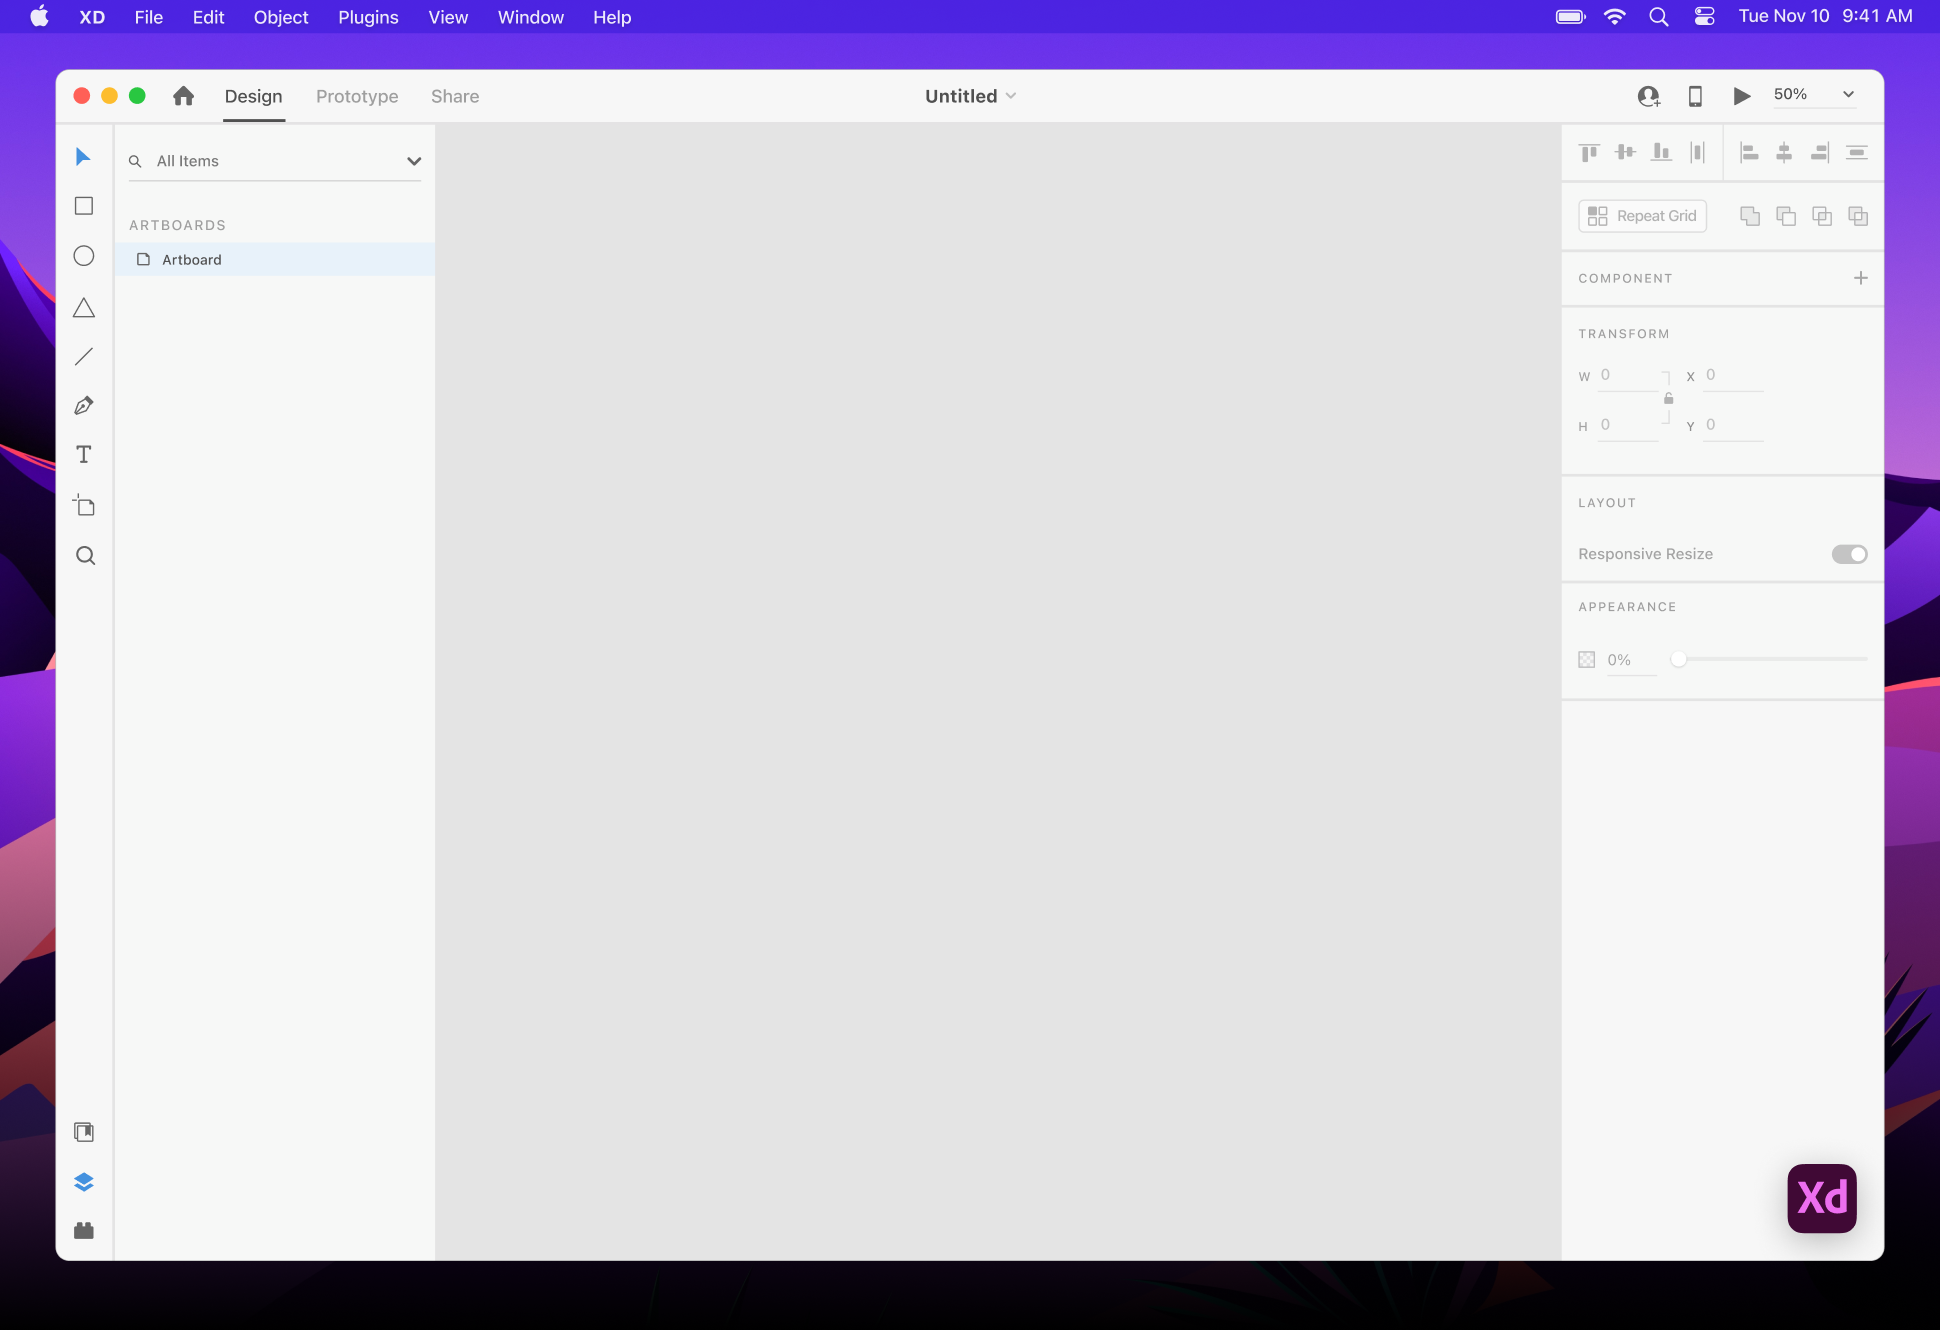 XD File Edit Object Plugins View Window Help Tue Nov 10 9:41 AM
Design Prototype Share Untitled 50%
All Items
ARTBOARDS
Artboard
Repeat Grid
COMPONENT
TRANSFORM
W 0 X 0
H 0 Y 0
LAYOUT
Responsive Resize
APPEARANCE
0%
T
Xd